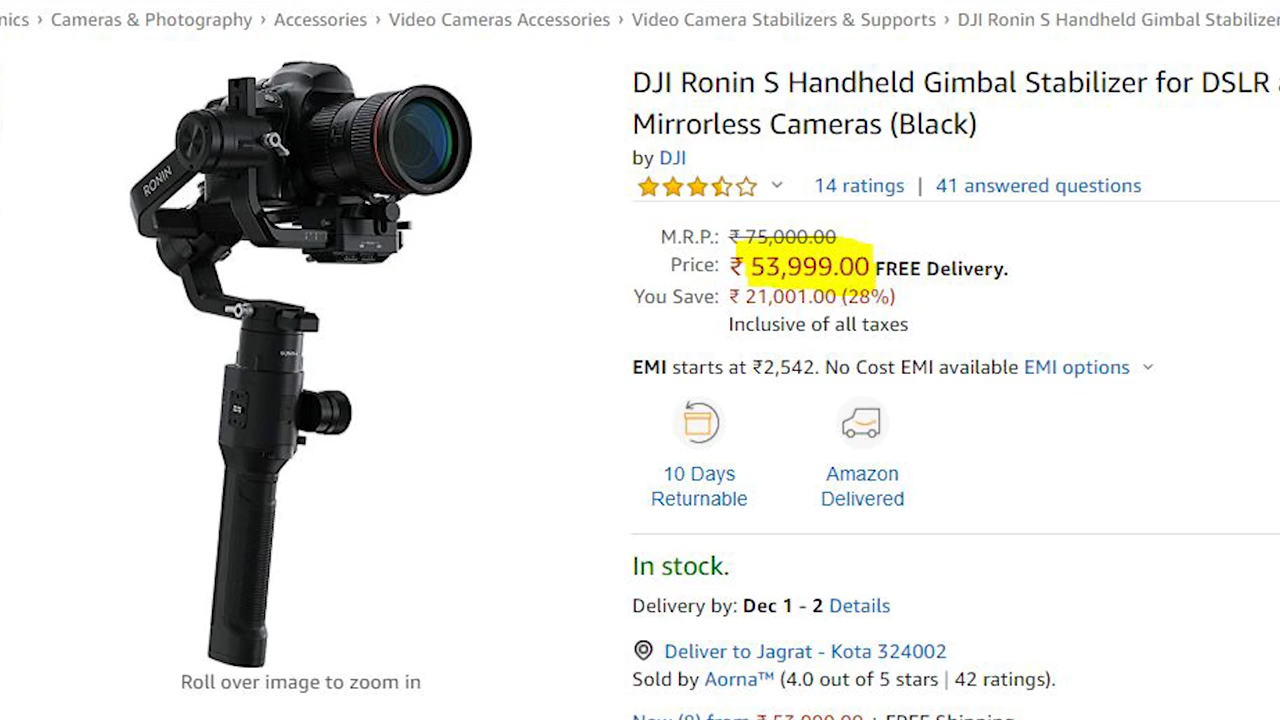 nics › Cameras & Photography › Accessories › Video Cameras Accessories › Video Camera Stabilizers & Supports › DJI Ronin S Handheld Gimbal Stabilizer
DJI Ronin S Handheld Gimbal Stabilizer for DSLR
Mirrorless Cameras (Black)
by DJI
14 ratings | 41 answered questions
M.R.P.: ₹ 75,000.00
Price: ₹ 53,999.00 FREE Delivery.
You Save: ₹ 21,001.00 (28%)
Inclusive of all taxes
EMI starts at ₹2,542. No Cost EMI available EMI options
10 Days
Returnable
Amazon
Delivered
In stock.
Delivery by: Dec 1 - 2 Details
Deliver to Jagrat - Kota 324002
Sold by Aorna™ (4.0 out of 5 stars | 42 ratings).
RONIN
Roll over image to zoom in